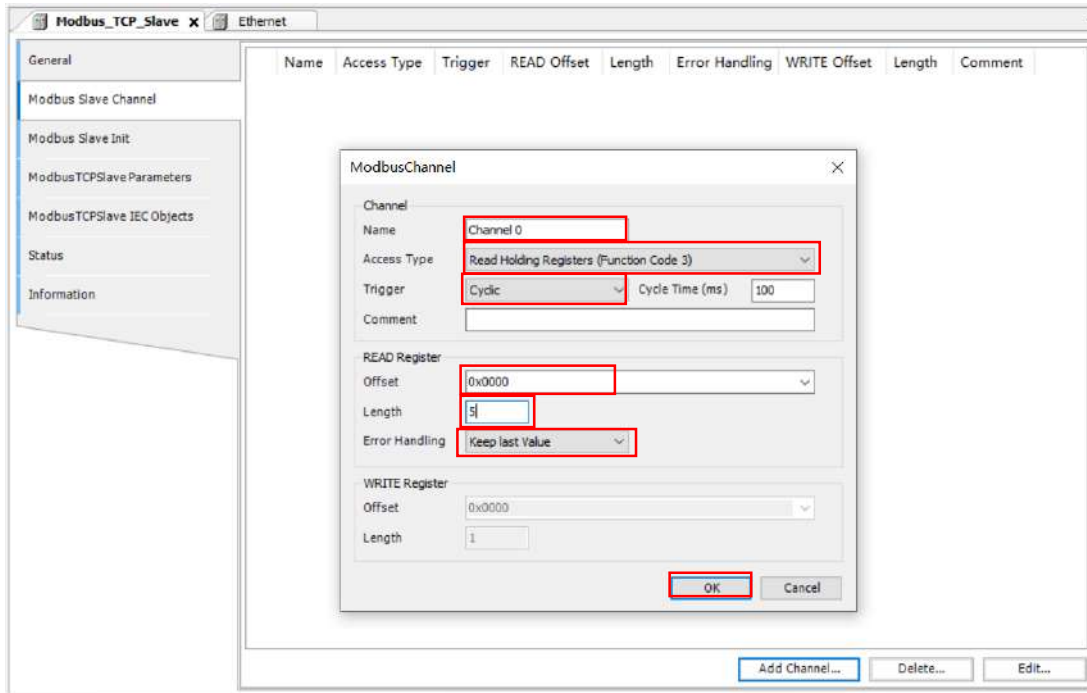 Modbus_TCP_Slave x Ethernet
General
Modbus Slave Channel
Modbus Slave Init
ModbusTCPSlave Parameters
ModbusTCPSlave IEC Objects
Status
Information
Name Access Type Trigger READ Offset Length Error Handling WRITE Offset Length Comment
ModbusChannel
Channel
Name Channel 0
Access Type Read Holding Registers (Function Code 3)
Trigger Cyclic Cycle Time (ms) 100
Comment
READ Register
Offset 0x0000
Length 5
Error Handling Keep last Value
WRITE Register
Offset 0x0000
Length 1
OK Cancel
Add Channel... Delete... Edit...